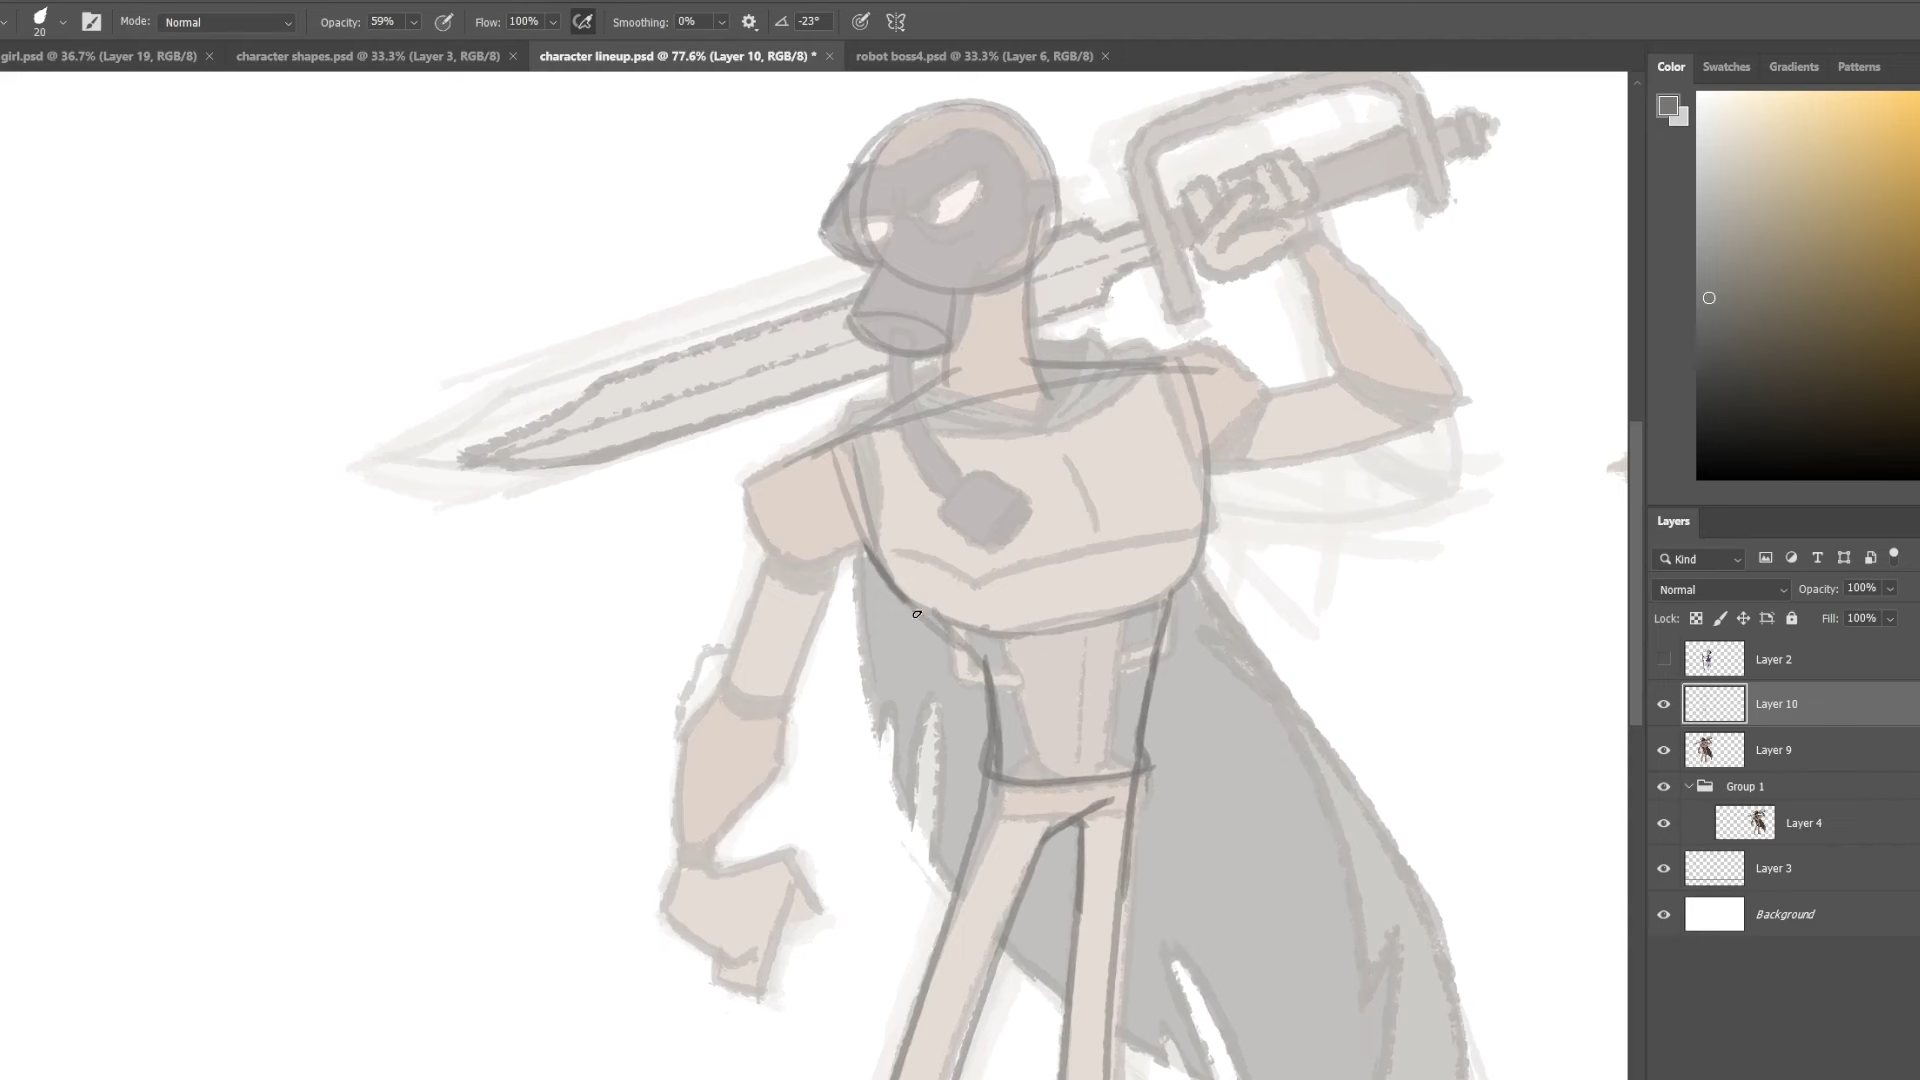 20
Mode: Normal Opacity: 59% Flow: 100% Smoothing: 0% -23°
girl.psd @ 36.7% (Layer 19, RGB/8) character shapes.psd @ 33.3% (Layer 3, RGB/8) character lineup.psd @ 77.6% (Layer 10, RGB/8) * robot boss4.psd @ 33.3% (Layer 6, RGB/8)
Color Swatches Gradients Patterns
Layers
Kind
Normal Opacity: 100%
Lock: Fill: 100%
Layer 2
Layer 10
Layer 9
Group 1
Layer 4
Layer 3
Background